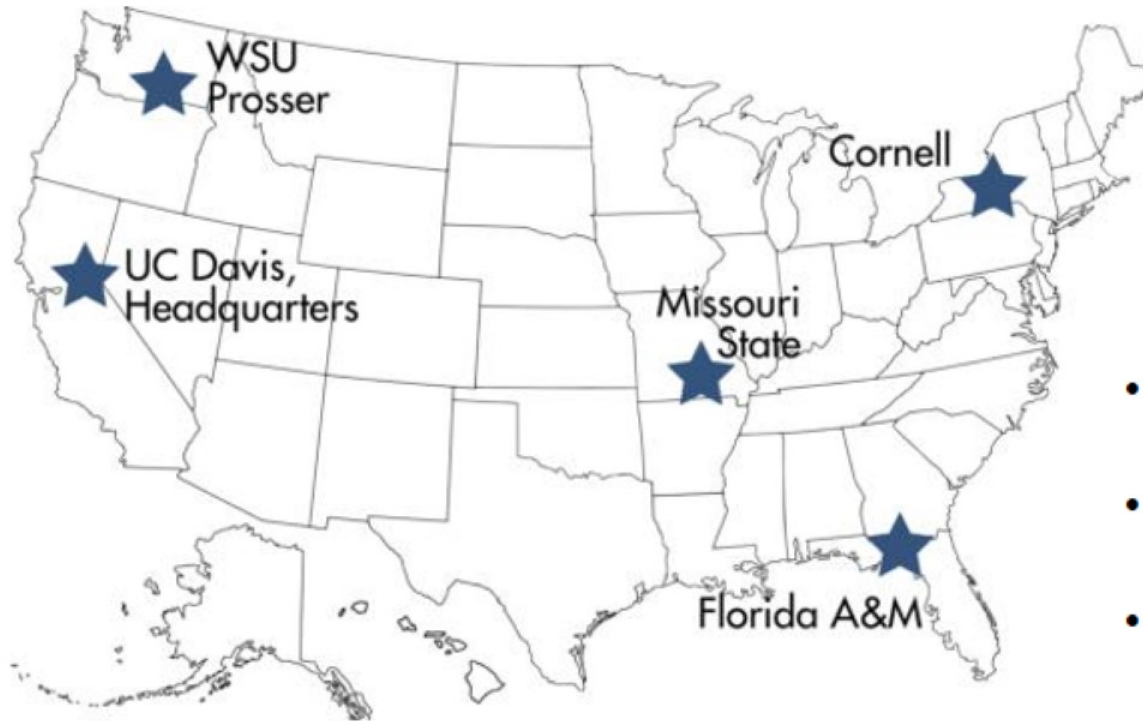 WSU
Prosser
Cornell
UC Davis,
Headquarters
Missouri
State
Florida A&M
•
•
•